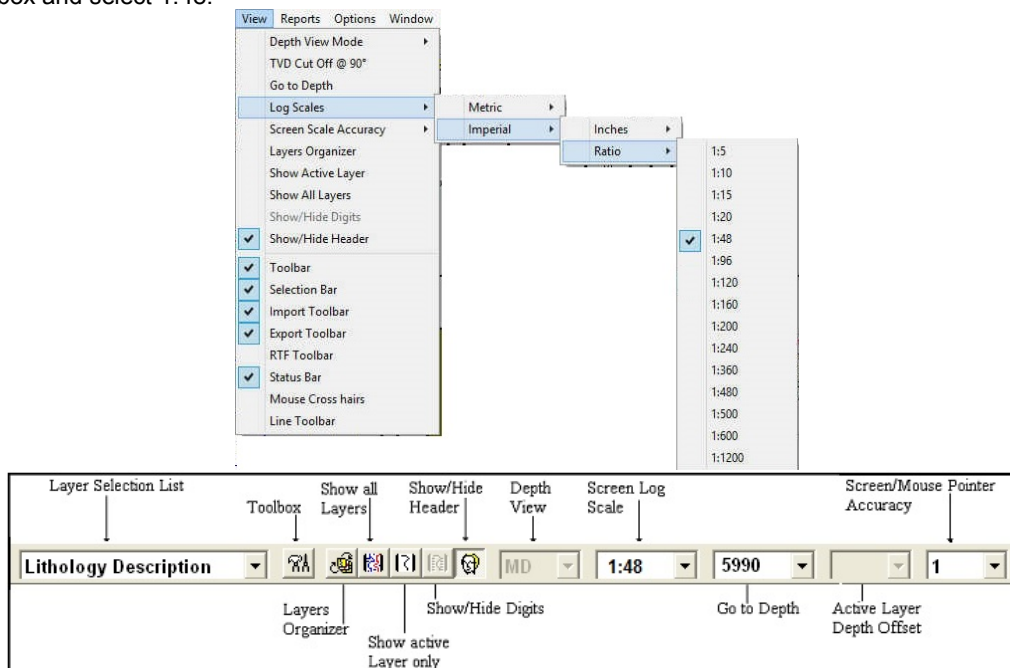 box and select 1:48.
View Reports Options Window
Depth View Mode
TVD Cut Off @ 90°
Go to Depth
Log Scales
Screen Scale Accuracy
Layers Organizer
Show Active Layer
Show All Layers
Show/Hide Digits
Show/Hide Header
Toolbar
Selection Bar
Import Toolbar
Export Toolbar
RTF Toolbar
Status Bar
Mouse Cross hairs
Line Toolbar
Metric
Imperial
Inches
Ratio
1:5
1:10
1:15
1:20
1:48
1:96
1:120
1:160
1:200
1:240
1:360
1:480
1:500
1:600
1:1200
Layer Selection List
Toolbox
Show all
Layers
Show/Hide
Header
Depth
View
Screen Log
Scale
Screen/Mouse Pointer
Accuracy
Lithology Description
MD
1:48
5990
1
Layers
Organizer
Show active
Layer only
Show/Hide Digits
Go to Depth
Active Layer
Depth Offset